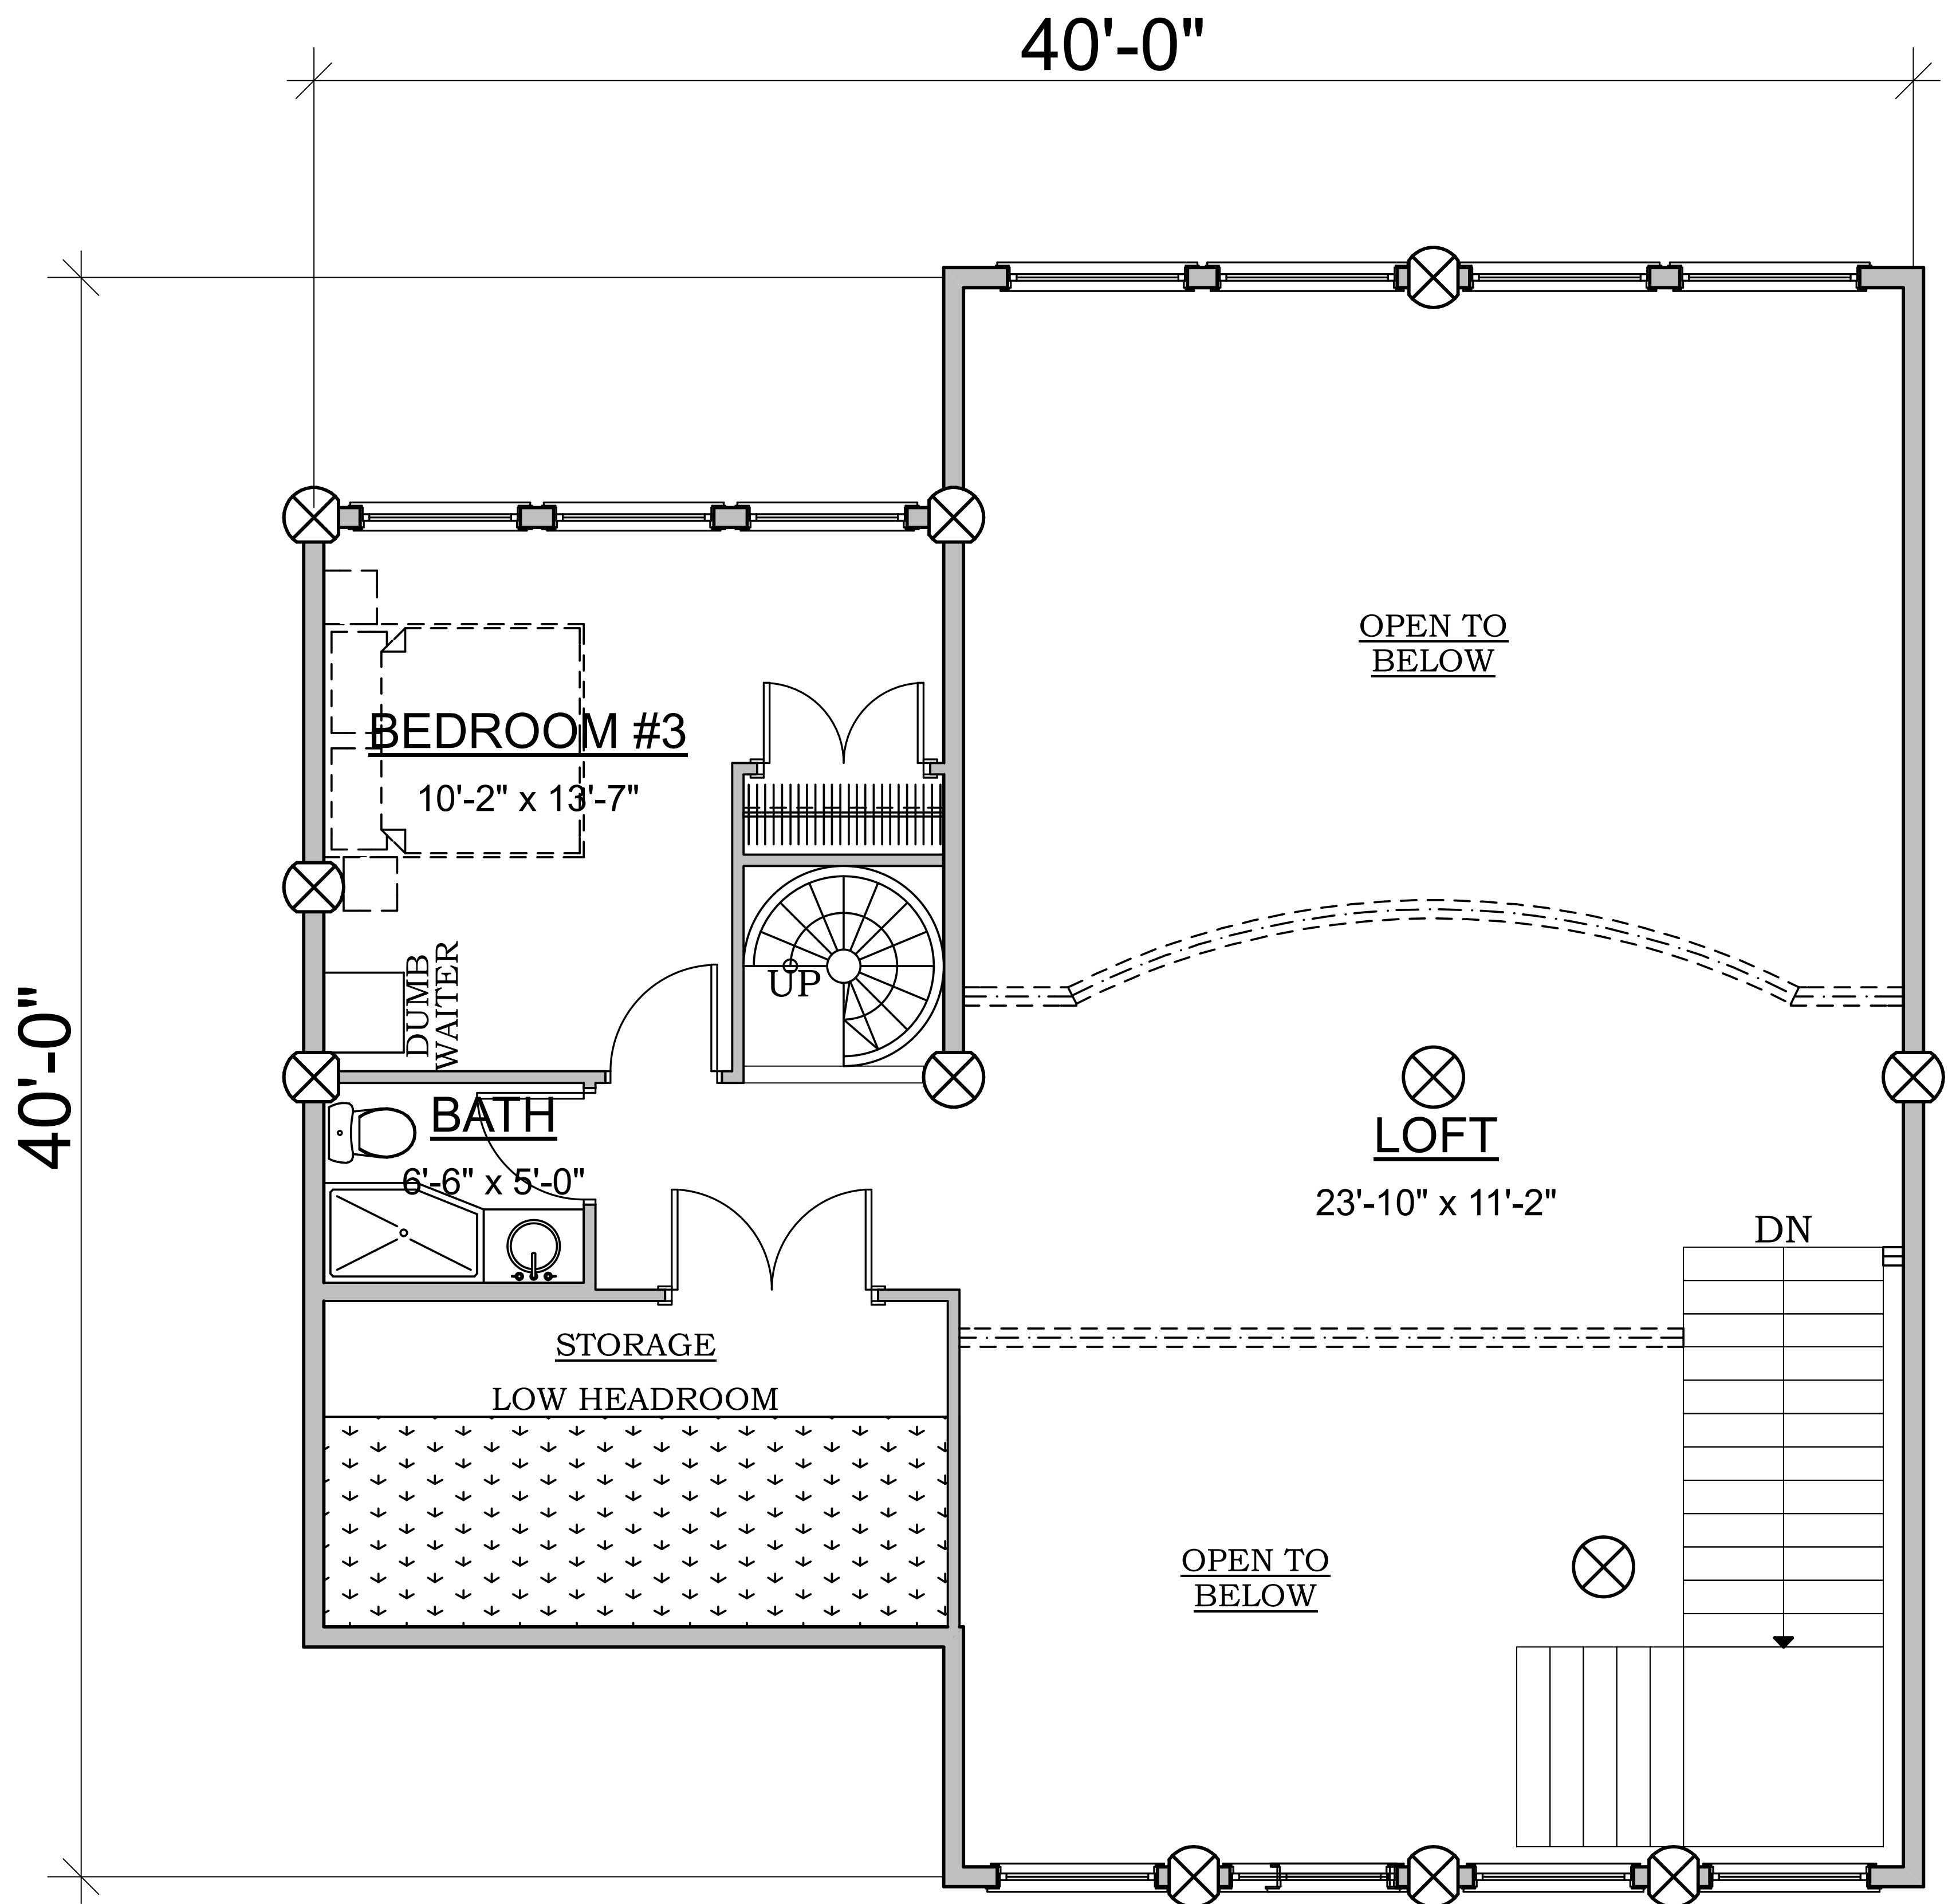 40'-0"
OPEN TO
BELOW
BEDROOM #3
10'-2" x 13'-7"
DUMB
WAITER
UP
40'-0"
BATH
6'-6" x 5'-0"
LOFT
23'-10" x 11'-2"
DN
STORAGE
LOW HEADROOM
OPEN TO
BELOW